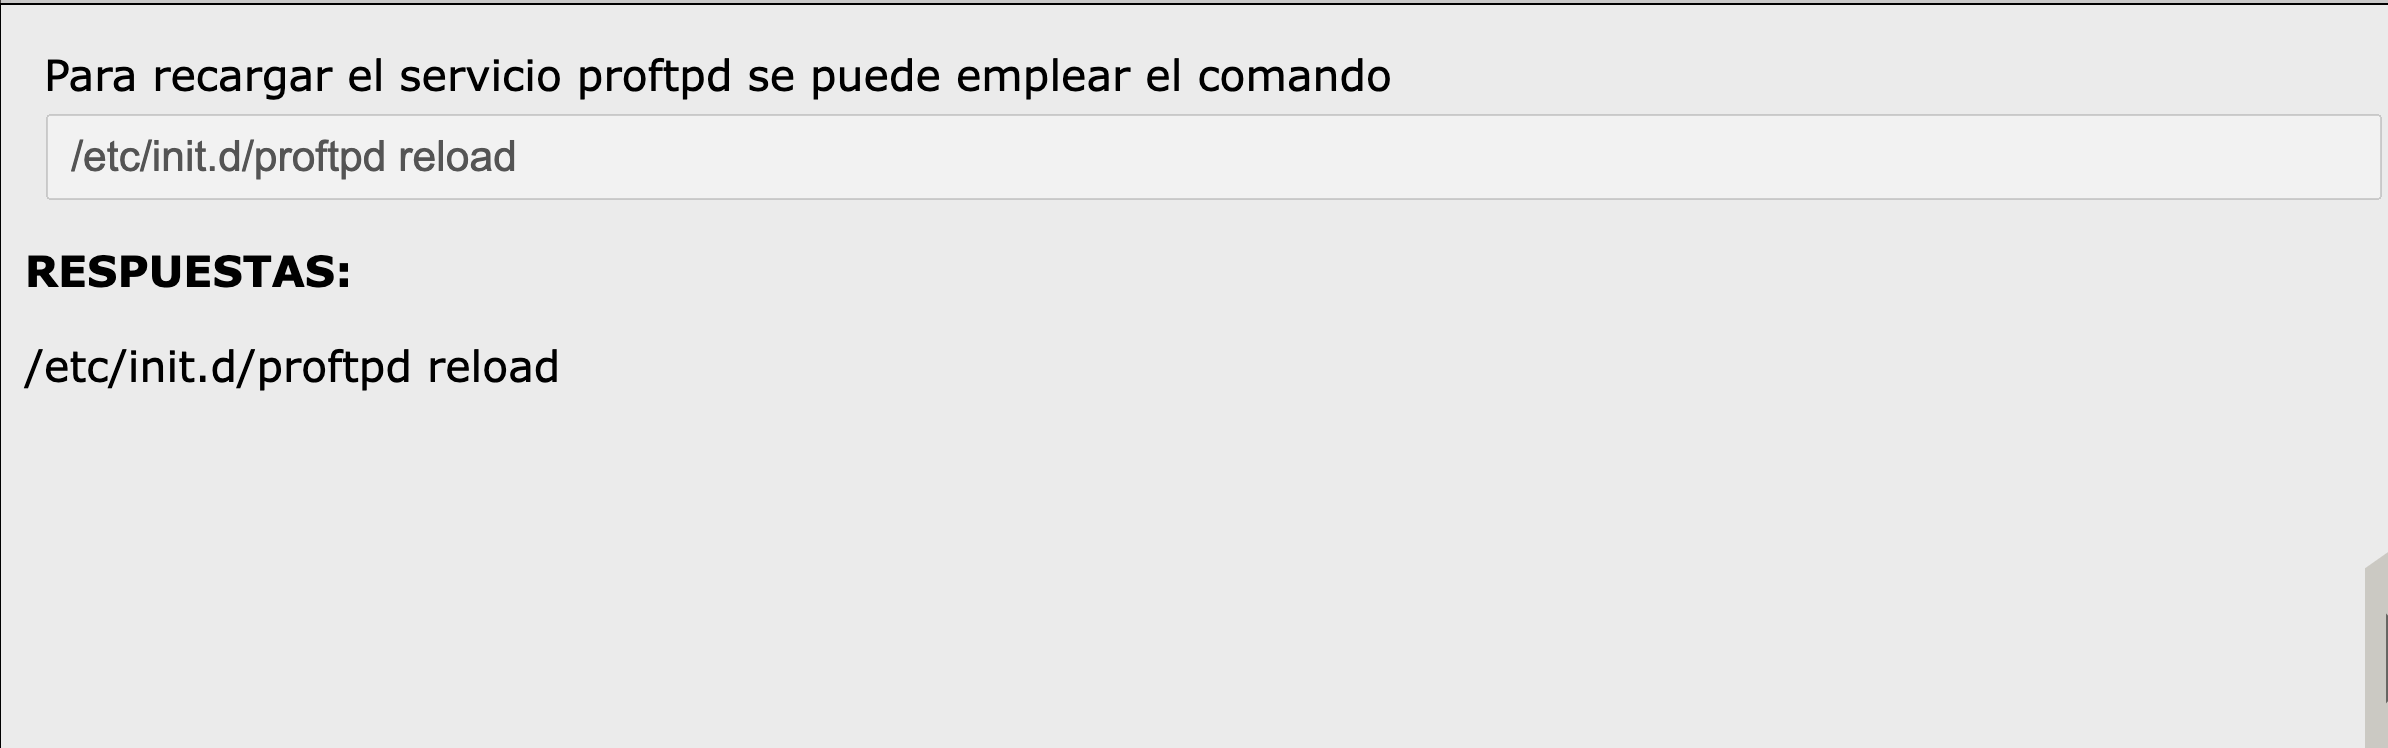 Para recargar el servicio proftpd se puede emplear el comando
/etc/init.d/proftpd reload
RESPUESTAS:
/etc/init.d/proftpd reload